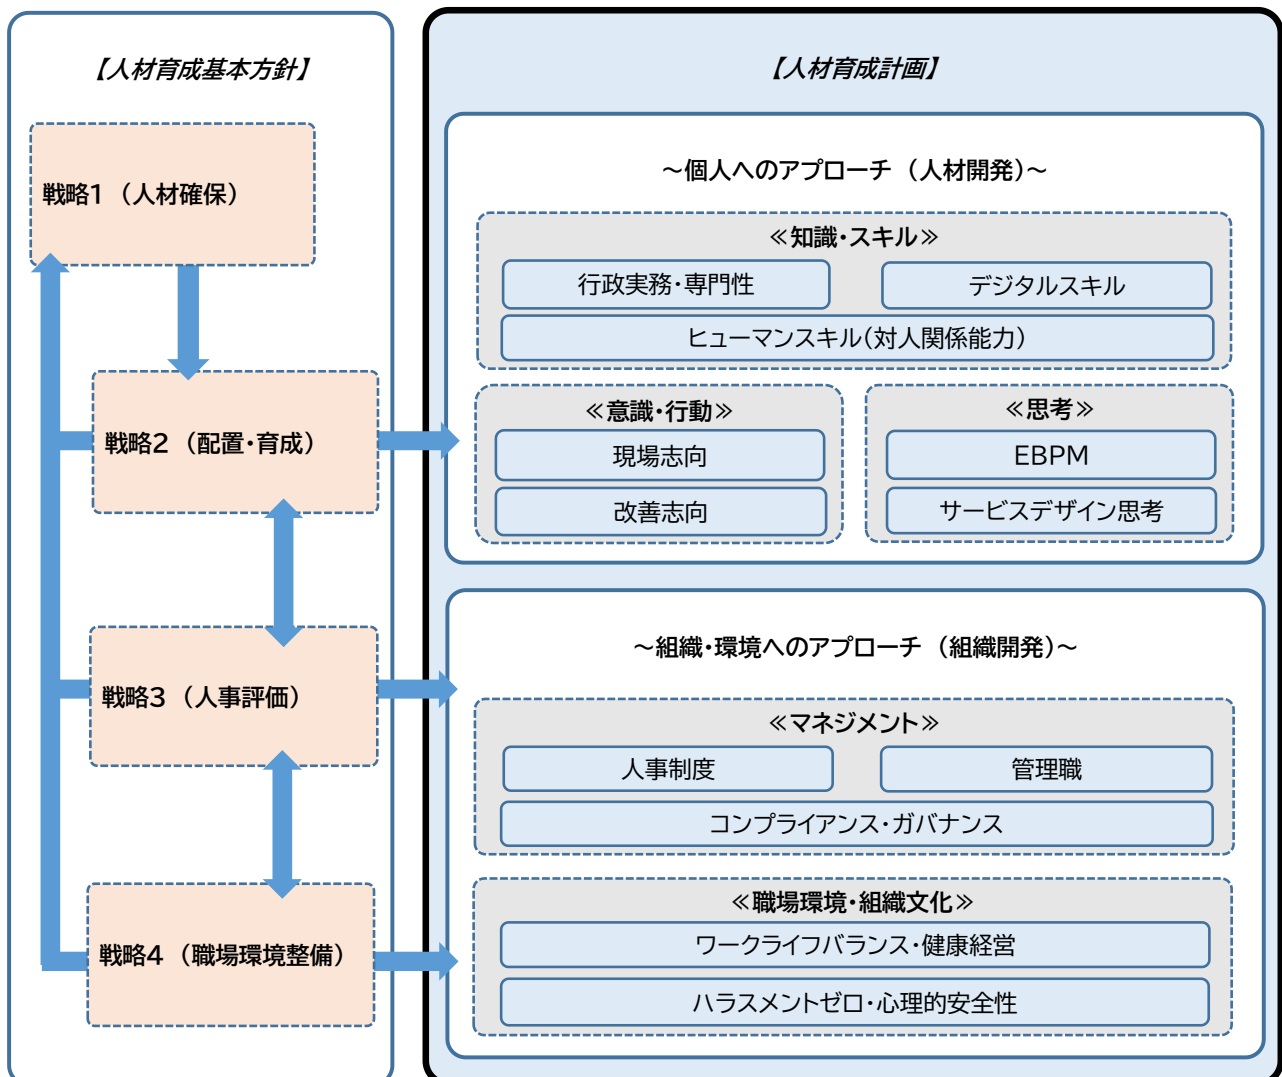 【人材育成基本方針】
戦略1（人材確保）
戦略2（配置・育成）
戦略3（人事評価）
戦略4（職場環境整備）
【人材育成計画】
～個人へのアプローチ（人材開発）～
≪知識・スキル≫
行政実務・専門性
デジタルスキル
ヒューマンスキル（対人関係能力）
≪意識・行動≫
現場志向
改善志向
≪思考≫
EBPM
サービスデザイン思考
～組織・環境へのアプローチ（組織開発）～
≪マネジメント≫
人事制度
管理職
コンプライアンス・ガバナンス
≪職場環境・組織文化≫
ワークライフバランス・健康経営
ハラスメントゼロ・心理的安全性